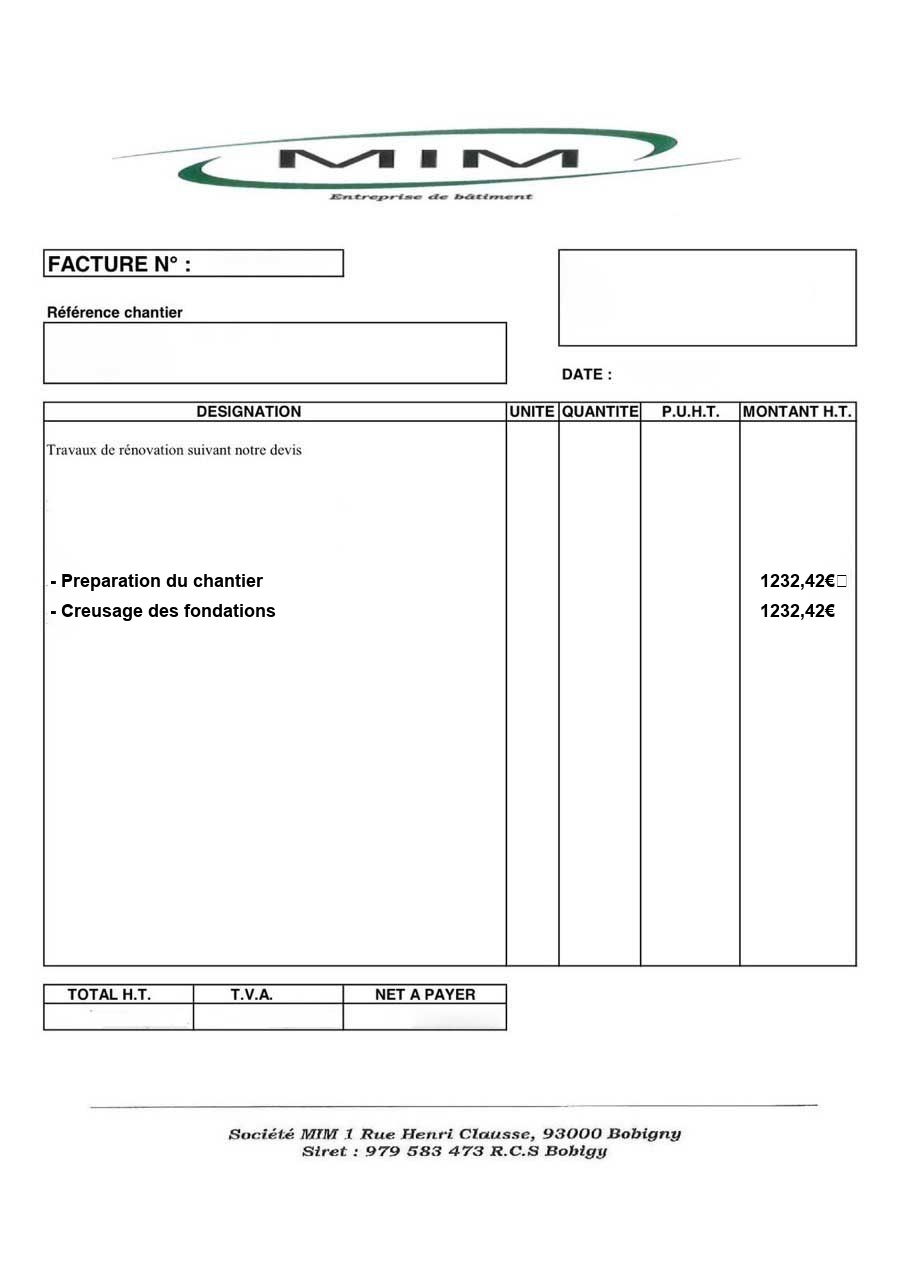 MIM
Entreprise de bâtiment
FACTURE N° :
Référence chantier
DATE :
DESIGNATION UNITE QUANTITE P.U.H.T. MONTANT H.T.
Travaux de rénovation suivant notre devis
- Preparation du chantier 1232,42€
- Creusage des fondations 1232,42€
TOTAL H.T. T.V.A. NET A PAYER
Société MIM 1 Rue Henri Clausse, 93000 Bobigny
Siret : 979 583 473 R.C.S Bobigy